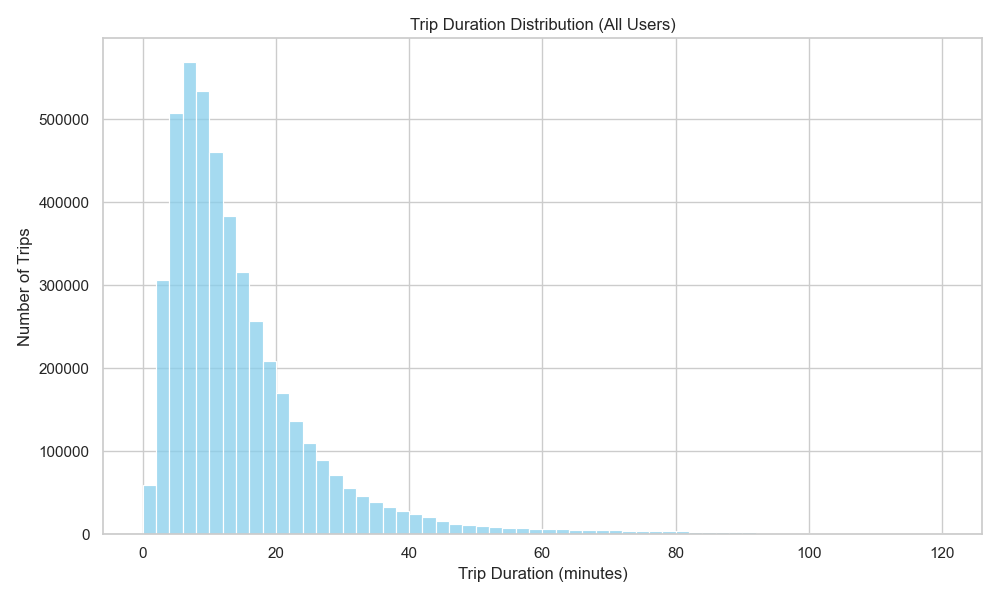 Trip Duration Distribution (All Users)
Number of Trips
500000
400000
300000
200000
100000
0
0 20 40 60 80 100 120
Trip Duration (minutes)